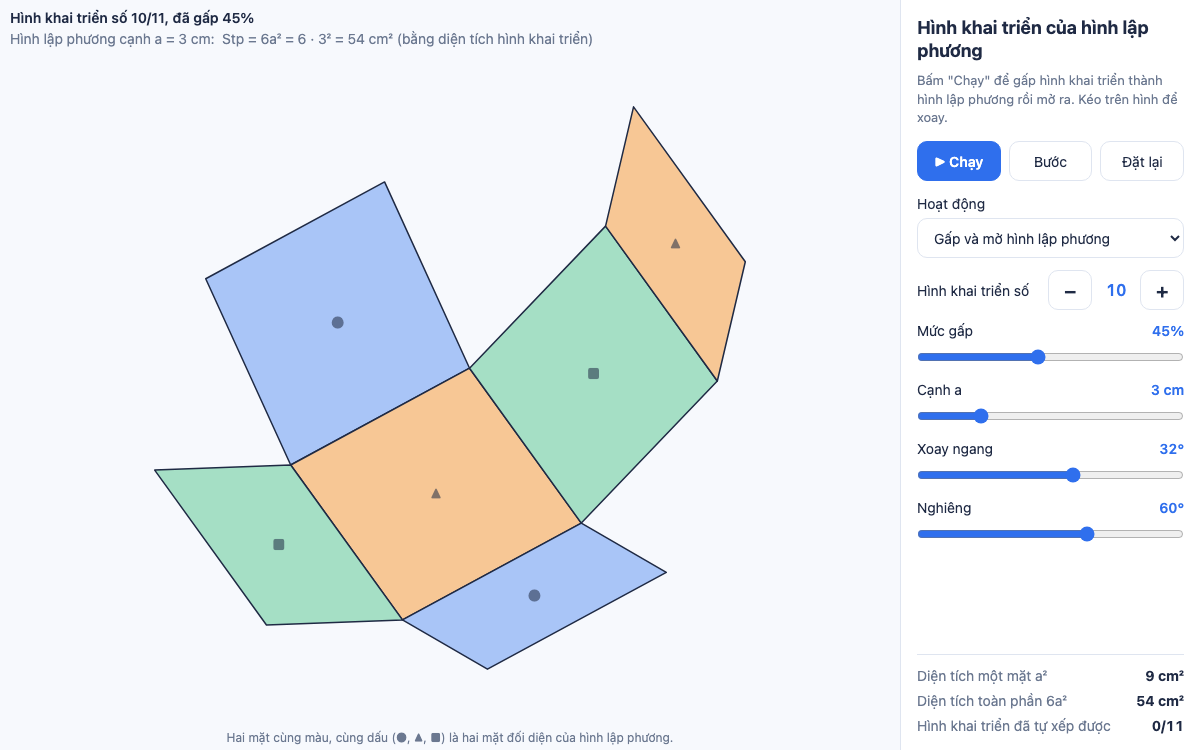 Hình khai triển số 10/11, đã gấp 45%
Hình lập phương cạnh a = 3 cm: Stp = 6a² = 6 · 3² = 54 cm² (bằng diện tích hình khai triển)
Hai mặt cùng màu, cùng dấu (●, ▲, ■) là hai mặt đối diện của hình lập phương.
Hình khai triển của hình lập
phương
Bấm "Chạy" để gấp hình khai triển thành
hình lập phương rồi mở ra. Kéo trên hình để
xoay.
▶ Chạy
Bước
Đặt lại
Hoạt động
Gấp và mở hình lập phương
Hình khai triển số − 10 +
Mức gấp 45%
Cạnh a 3 cm
Xoay ngang 32°
Nghiêng 60°
Diện tích một mặt a² 9 cm²
Diện tích toàn phần 6a² 54 cm²
Hình khai triển đã tự xếp được 0/11